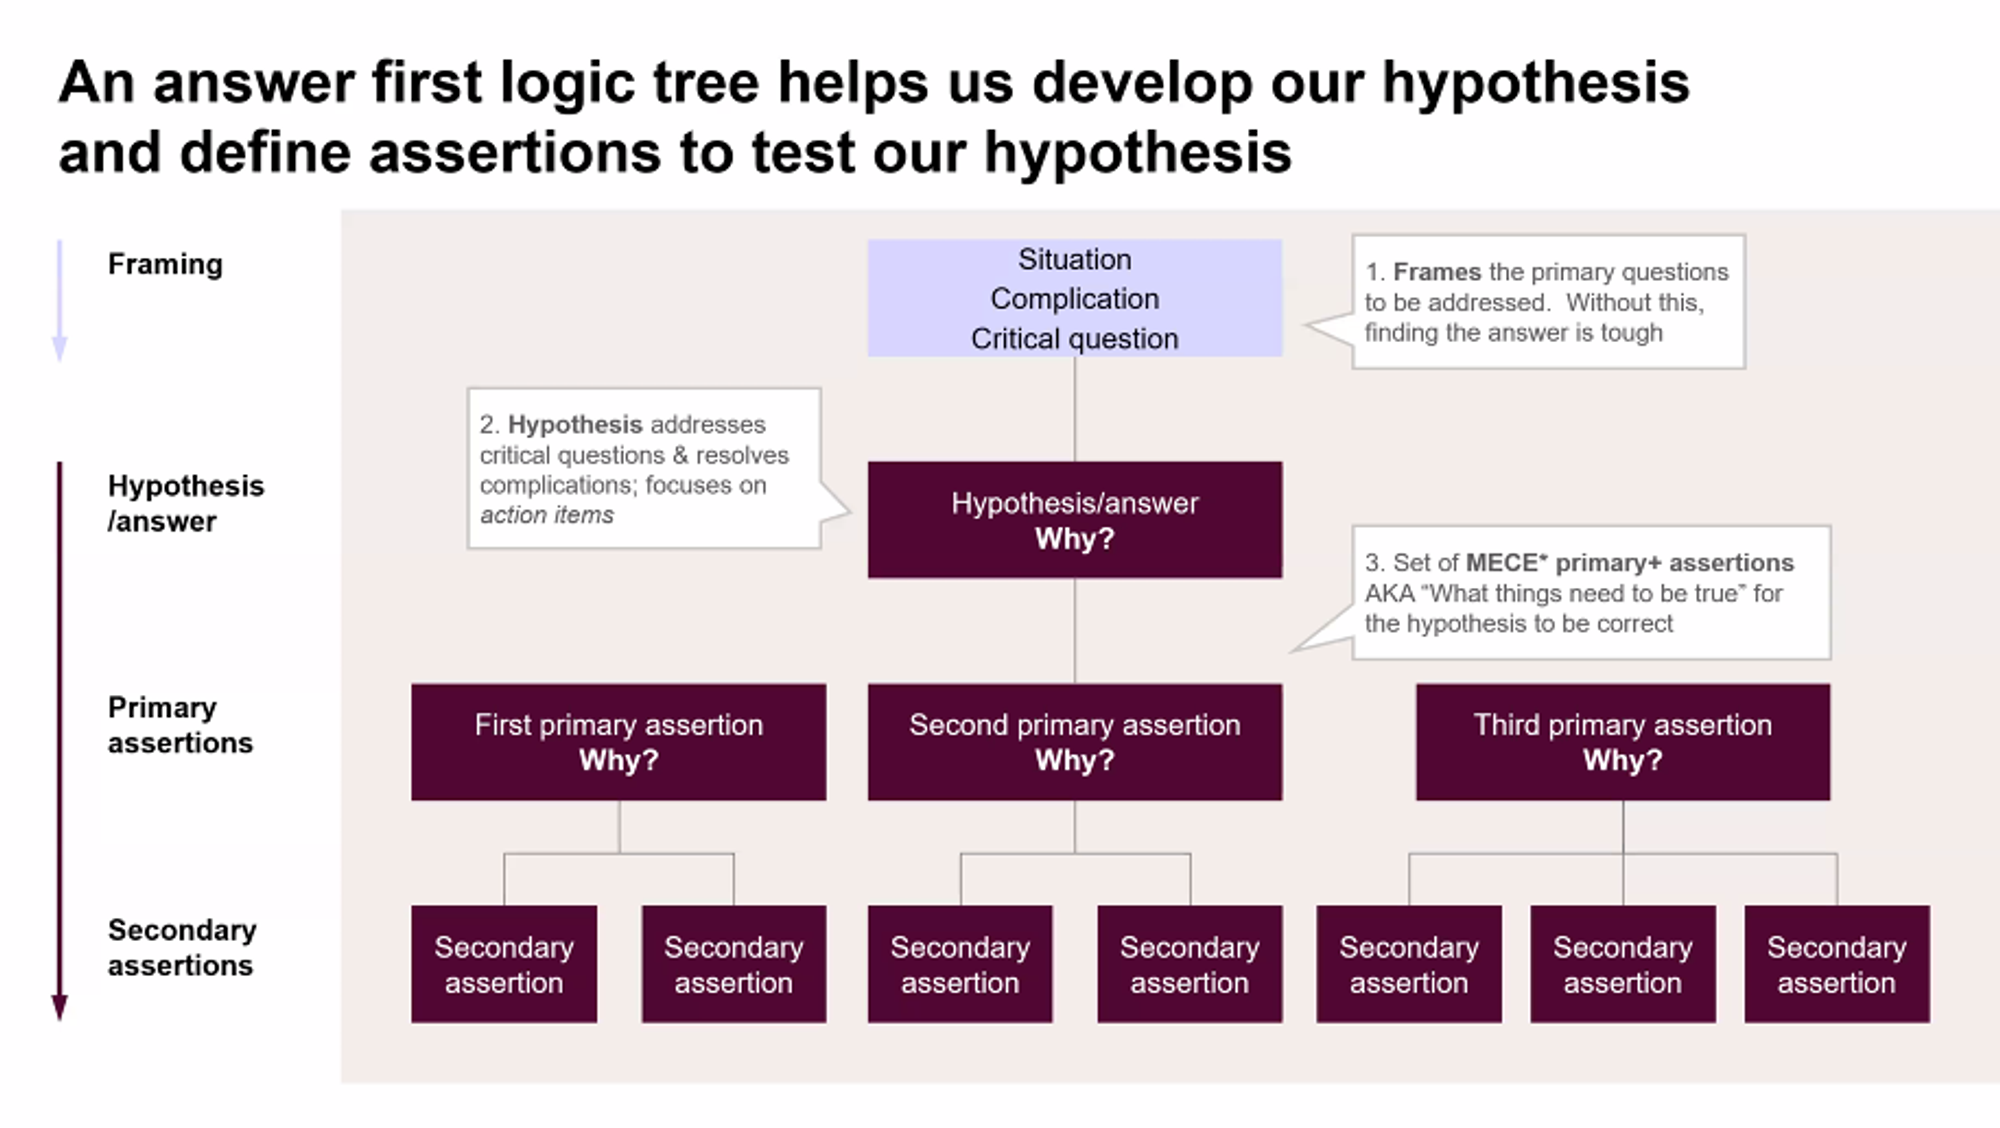 An answer first logic tree helps us develop our hypothesis
and define assertions to test our hypothesis
Framing
Situation
Complication
Critical question
1. Frames the primary questions
to be addressed.  Without this,
finding the answer is tough
2. Hypothesis addresses
critical questions & resolves
complications; focuses on
action items
Hypothesis
/answer
Hypothesis/answer
Why?
3. Set of MECE* primary+ assertions
AKA “What things need to be true” for
the hypothesis to be correct
Primary
assertions
First primary assertion
Why?
Second primary assertion
Why?
Third primary assertion
Why?
Secondary
assertions
Secondary
assertion
Secondary
assertion
Secondary
assertion
Secondary
assertion
Secondary
assertion
Secondary
assertion
Secondary
assertion